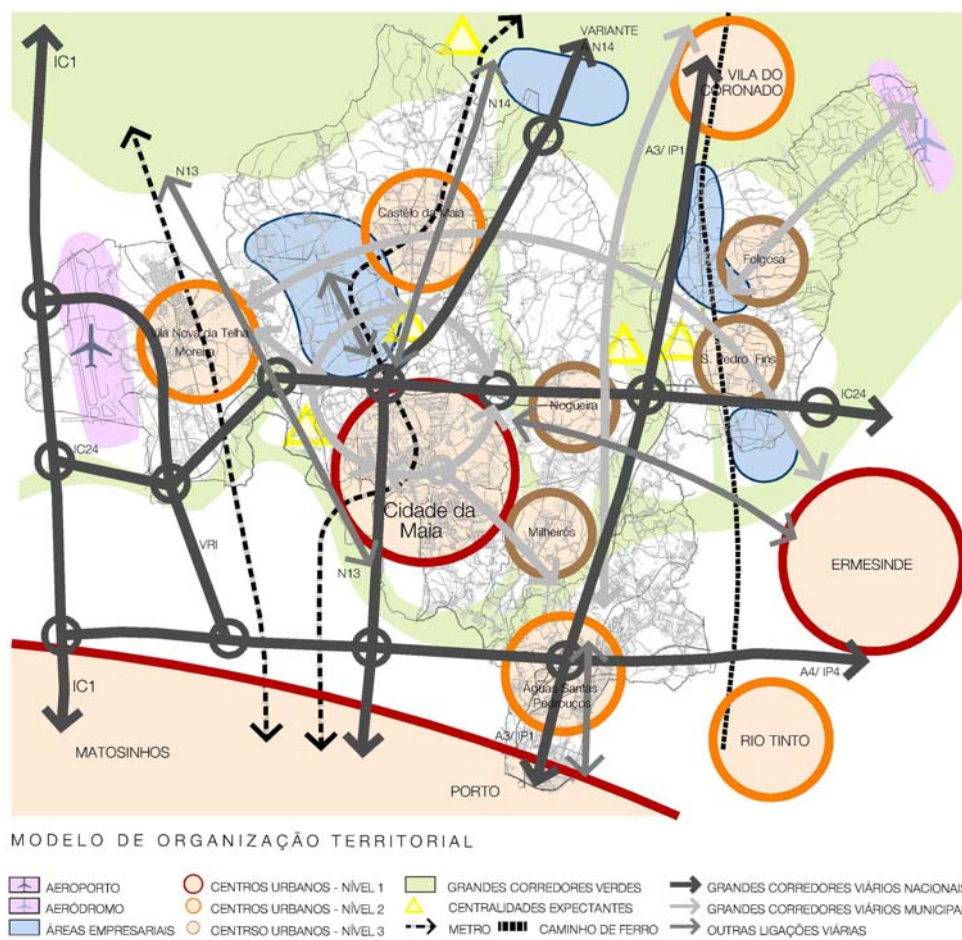 VARIANTE
A N14
IC1
VILA DO
CORONADO
N14
A3/ IP1
N13
Castêlo da Maia
Folgosa
Vila Nova da Telha
Moreira
S. Pedro Fins
IC24
Nogueira
IC24
Cidade da
Maia
Milheirós
VRI
ERMESINDE
N13
A4/ IP4
IC1
Águas Santas
Pedrouços
A3/ IP1
RIO TINTO
MATOSINHOS
PORTO
MODELO DE ORGANIZAÇÃO TERRITORIAL
AEROPORTO
AERÓDROMO
ÁREAS EMPRESARIAIS
CENTROS URBANOS - NÍVEL 1
CENTROS URBANOS - NÍVEL 2
CENTRSO URBANOS - NÍVEL 3
GRANDES CORREDORES VERDES
CENTRALIDADES EXPECTANTES
METRO
CAMINHO DE FERRO
GRANDES CORREDORES VIÁRIOS NACIONAIS
GRANDES CORREDORES VIÁRIOS MUNICIPAI
OUTRAS LIGAÇÕES VIÁRIAS